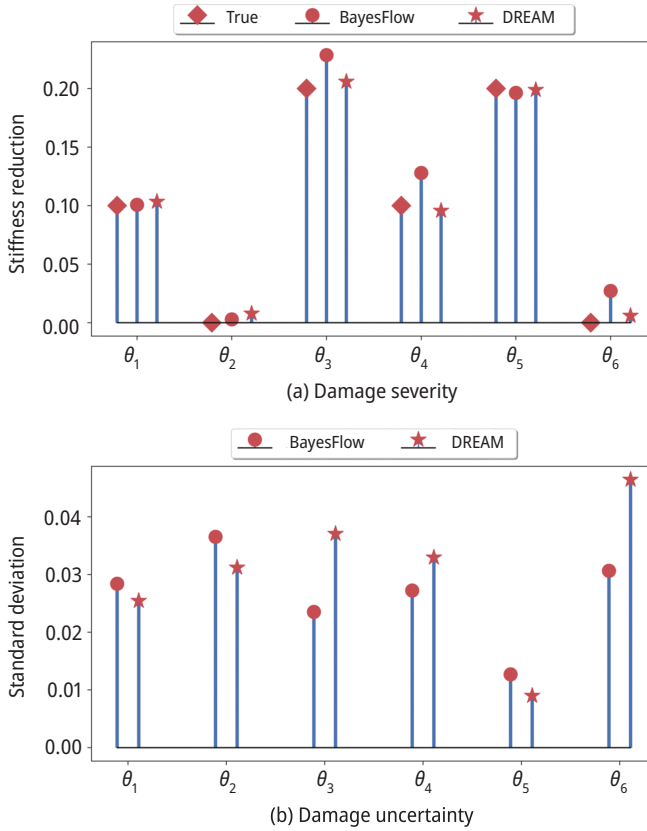 True BayesFlow DREAM
Stiffness reduction
0.20
0.15
0.10
0.05
0.00
θ1 θ2 θ3 θ4 θ5 θ6
(a) Damage severity
BayesFlow DREAM
Standard deviation
0.04
0.03
0.02
0.01
0.00
θ1 θ2 θ3 θ4 θ5 θ6
(b) Damage uncertainty